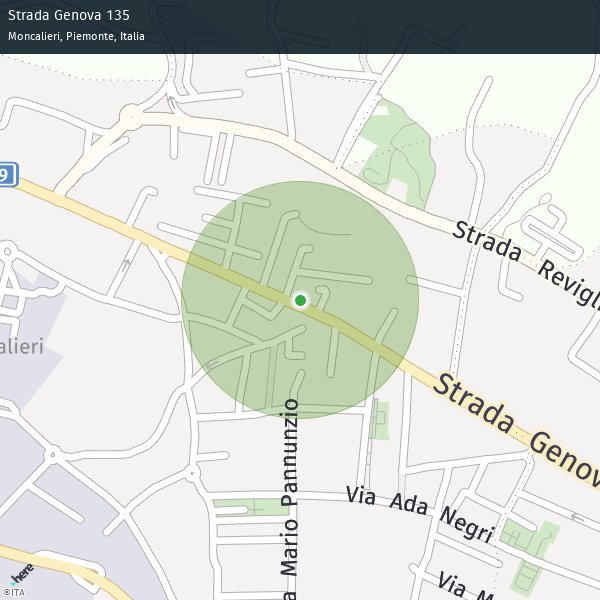 Strada Genova 135
Moncalieri, Piemonte, Italia
9
Strada Revigli
alieri
Strada Genov
a Mario Pannunzio
Via Ada Negri
Via M
here
©ITA